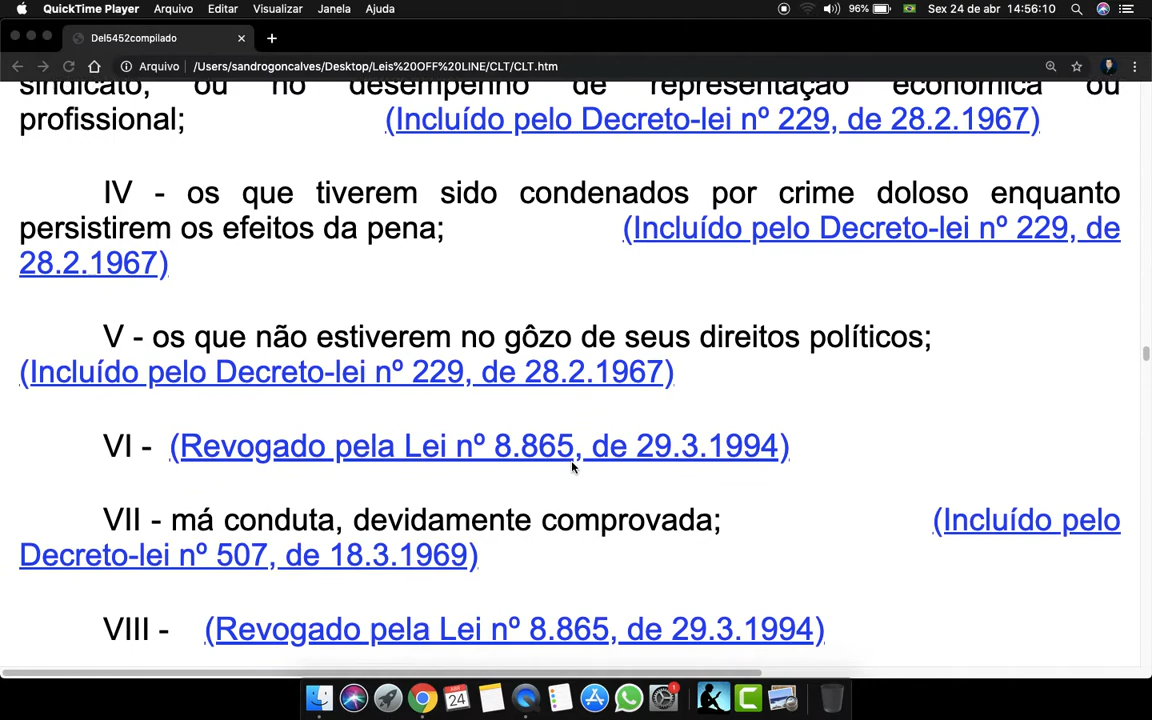 QuickTime Player Arquivo Editar Visualizar Janela Ajuda 96% Sex 24 de abr 14:56:10
Del5452compilado
Arquivo /Users/sandrogoncalves/Desktop/Leis%20OFF%20LINE/CLT/CLT.htm
sindicato, ou no desempenho de representação econômica ou
profissional; (Incluído pelo Decreto-lei nº 229, de 28.2.1967)
IV - os que tiverem sido condenados por crime doloso enquanto
persistirem os efeitos da pena; (Incluído pelo Decreto-lei nº 229, de
28.2.1967)
V - os que não estiverem no gôzo de seus direitos políticos;
(Incluído pelo Decreto-lei nº 229, de 28.2.1967)
VI - (Revogado pela Lei nº 8.865, de 29.3.1994)
VII - má conduta, devidamente comprovada; (Incluído pelo
Decreto-lei nº 507, de 18.3.1969)
VIII - (Revogado pela Lei nº 8.865, de 29.3.1994)
24
1